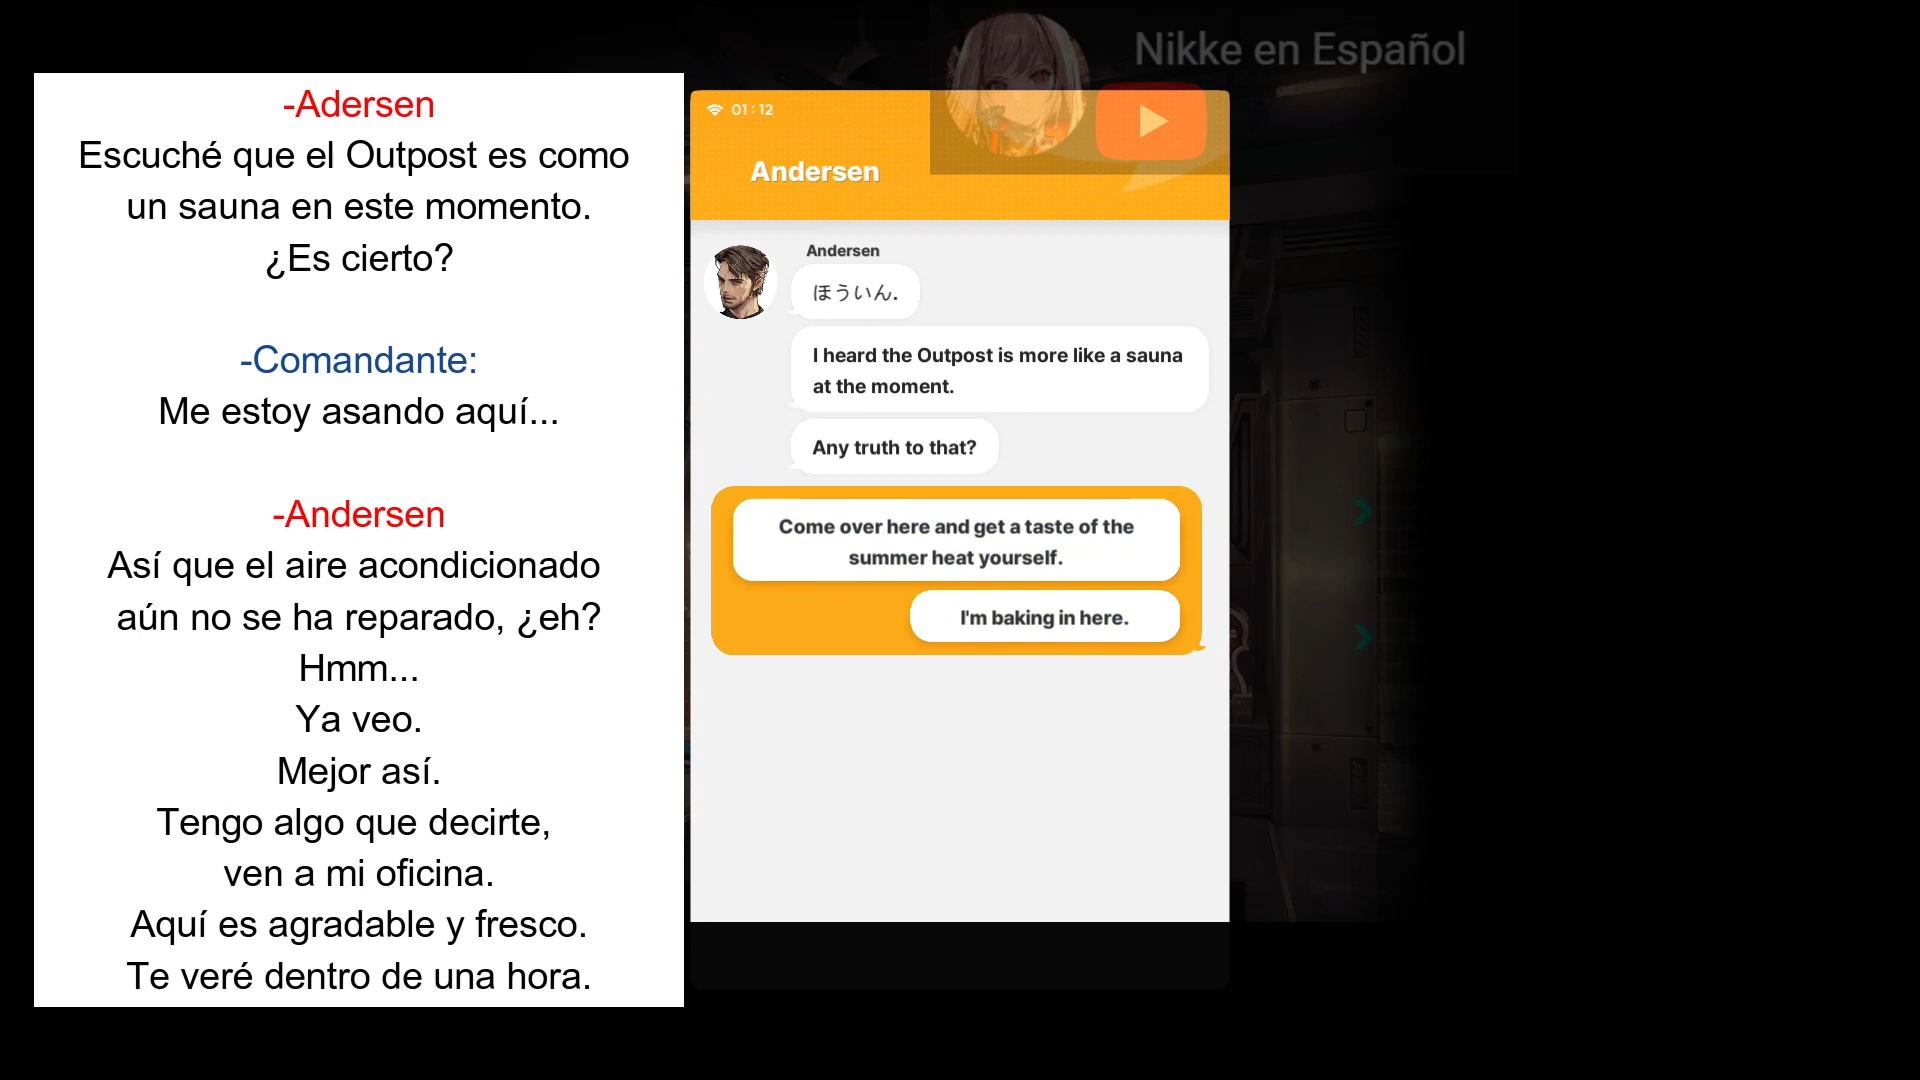 Nikke en Español
-Adersen
Escuché que el Outpost es como
un sauna en este momento.
¿Es cierto?
-Comandante:
Me estoy asando aquí...
-Andersen
Así que el aire acondicionado
aún no se ha reparado, ¿eh?
Hmm...
Ya veo.
Mejor así.
Tengo algo que decirte,
ven a mi oficina.
Aquí es agradable y fresco.
Te veré dentro de una hora.
01:12
Andersen
Andersen
ほういん.
I heard the Outpost is more like a sauna
at the moment.
Any truth to that?
Come over here and get a taste of the
summer heat yourself.
I'm baking in here.